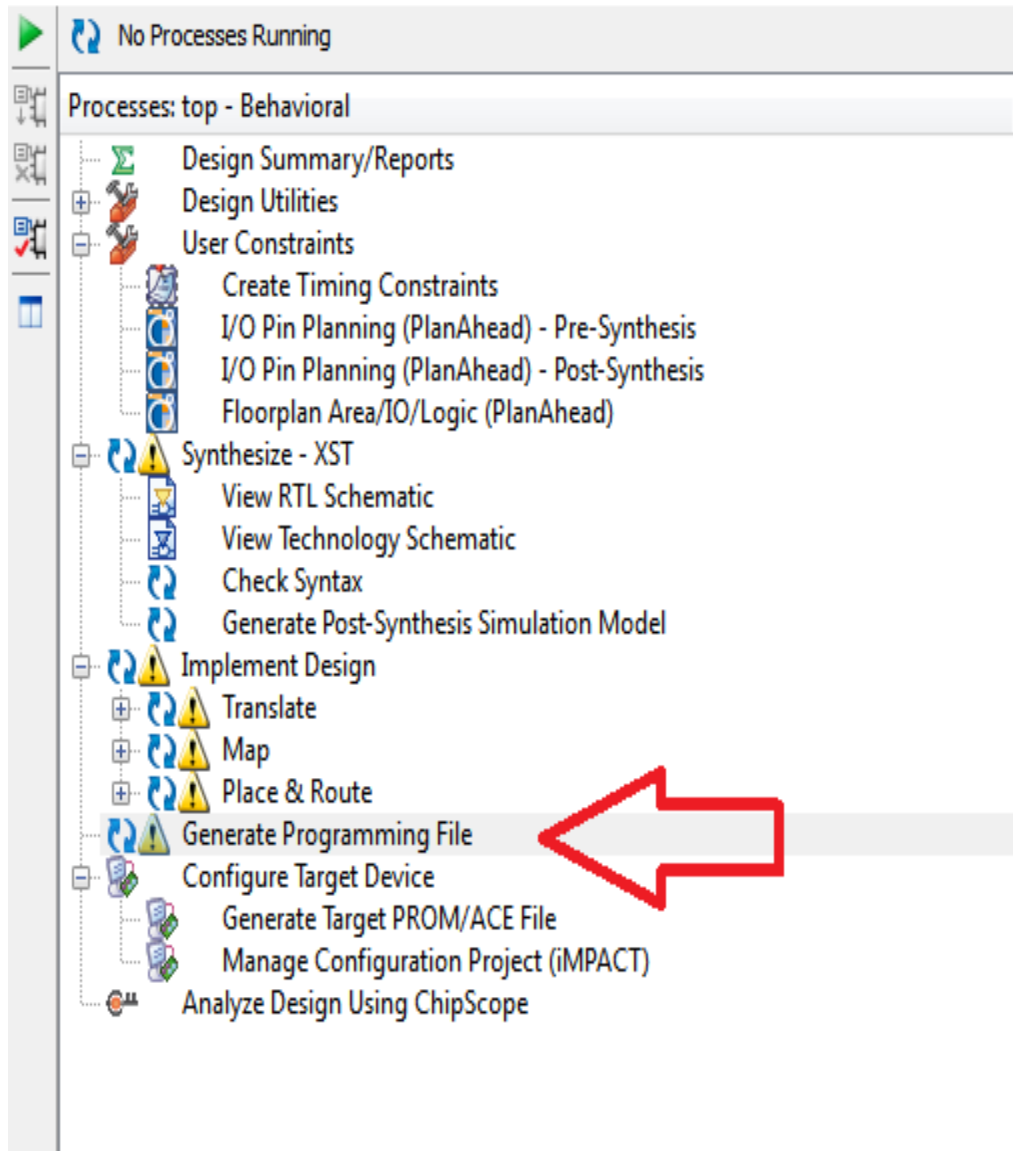 No Processes Running
Processes: top - Behavioral
Design Summary/Reports
Design Utilities
User Constraints
Create Timing Constraints
I/O Pin Planning (PlanAhead) - Pre-Synthesis
I/O Pin Planning (PlanAhead) - Post-Synthesis
Floorplan Area/IO/Logic (PlanAhead)
Synthesize - XST
View RTL Schematic
View Technology Schematic
Check Syntax
Generate Post-Synthesis Simulation Model
Implement Design
Translate
Map
Place & Route
Generate Programming File
Configure Target Device
Generate Target PROM/ACE File
Manage Configuration Project (iMPACT)
Analyze Design Using ChipScope